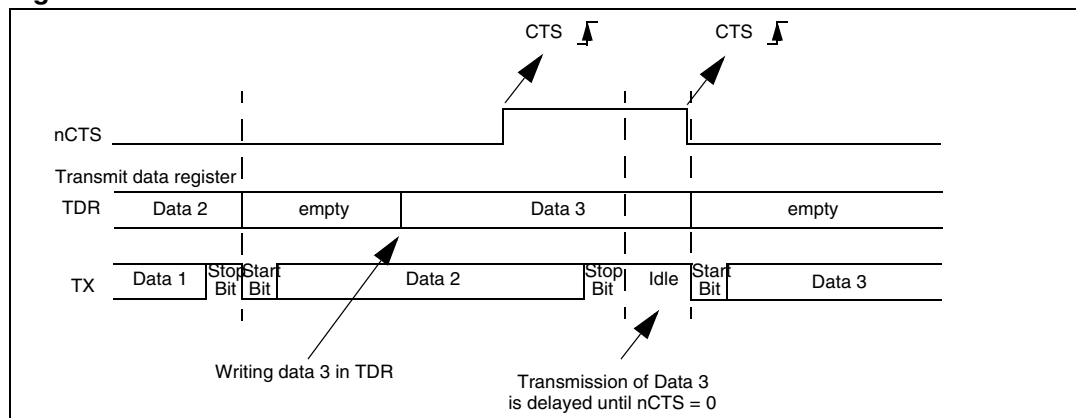 CTS CTS
nCTS
Transmit data register
TDR Data 2 empty Data 3 empty
TX Data 1 Stop Bit Start Bit Data 2 Stop Bit Idle Start Bit Data 3
Writing data 3 in TDR
Transmission of Data 3
is delayed until nCTS = 0